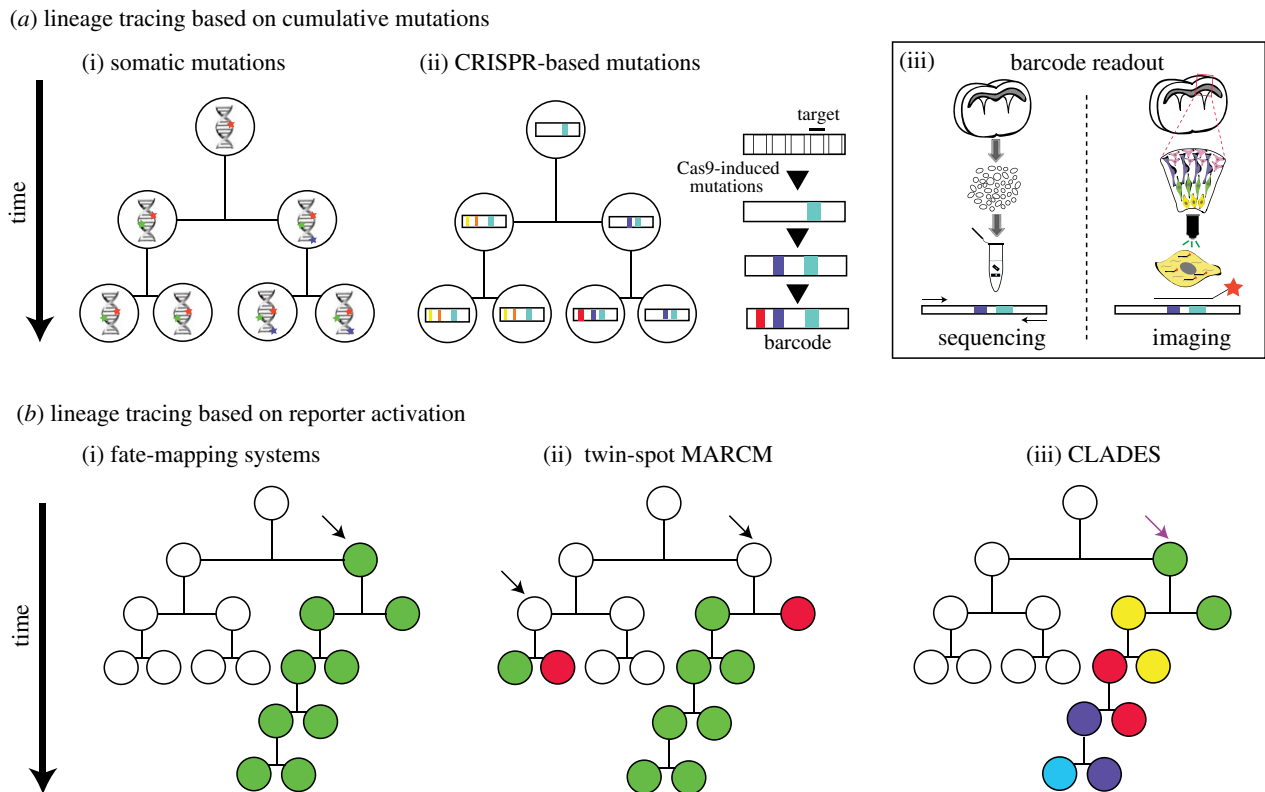 (a) lineage tracing based on cumulative mutations
(i) somatic mutations
(ii) CRISPR-based mutations
(iii)
barcode readout
time
target
Cas9-induced
mutations
barcode
sequencing
imaging
(b) lineage tracing based on reporter activation
(i) fate-mapping systems
(ii) twin-spot MARCM
(iii) CLADES
time